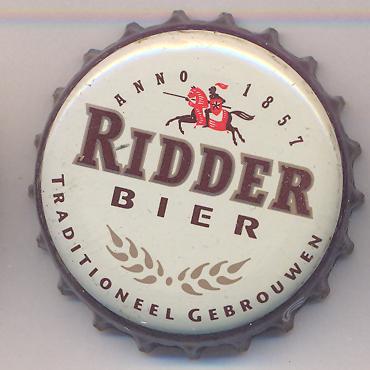 ANNO 1857
RIDDER
BIER
TRADITIONEEL GEBROUWEN